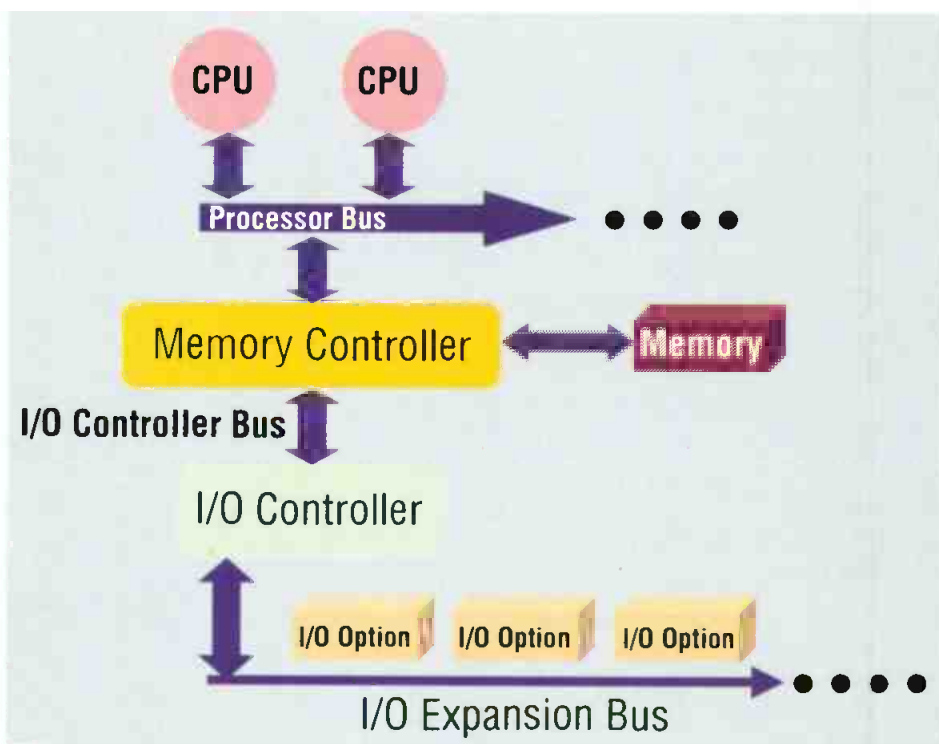 CPU CPU
Processor Bus
Memory Controller
Memory
I/O Controller Bus
I/O Controller
I/O Option I/O Option I/O Option
I/O Expansion Bus